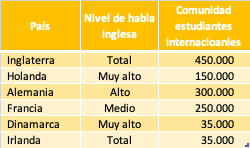 País Nivel de habla inglesa Comunidad estudiantes internacioanles
Inglaterra Total 450.000
Holanda Muy alto 150.000
Alemania Alto 300.000
Francia Medio 250.000
Dinamarca Muy alto 35.000
Irlanda Total 35.000